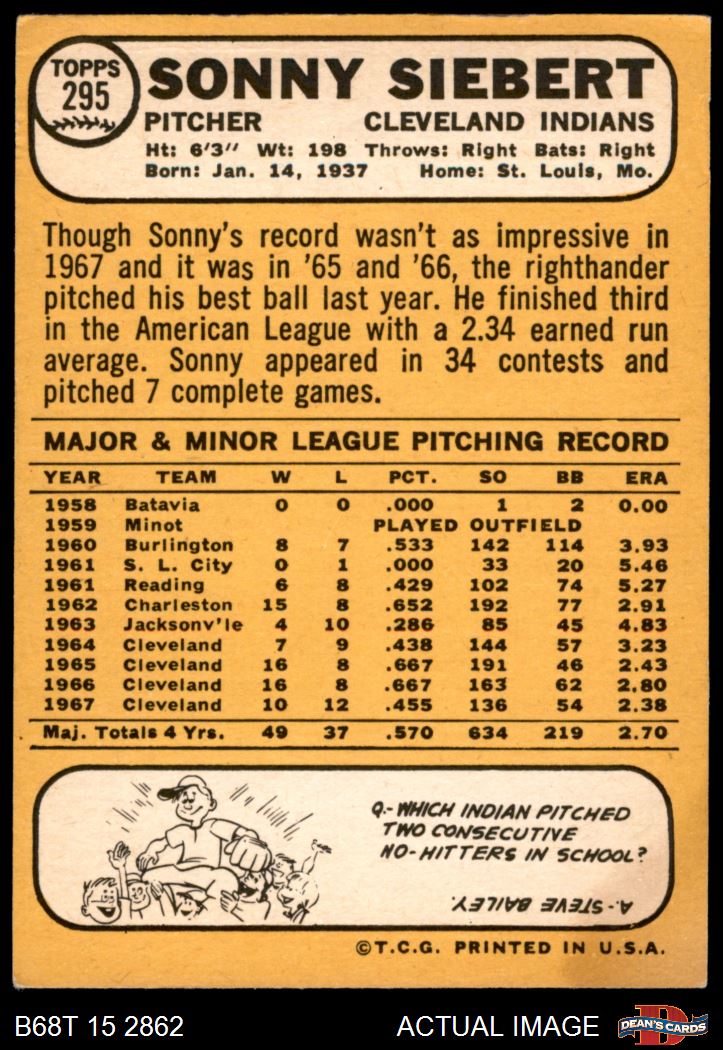 TOPPS
295
SONNY SIEBERT
PITCHER CLEVELAND INDIANS
Ht: 6'3" Wt: 198 Throws: Right Bats: Right
Born: Jan. 14, 1937 Home: St. Louis, Mo.
Though Sonny's record wasn't as impressive in
1967 and it was in '65 and '66, the righthander
pitched his best ball last year. He finished third
in the American League with a 2.34 earned run
average. Sonny appeared in 34 contests and
pitched 7 complete games.
MAJOR & MINOR LEAGUE PITCHING RECORD
YEAR TEAM W L PCT. SO BB ERA
1958 Batavia 0 0 .000 1 2 0.00
1959 Minot PLAYED OUTFIELD
1960 Burlington 8 7 .533 142 114 3.93
1961 S. L. City 0 1 .000 33 20 5.46
1961 Reading 6 8 .429 102 74 5.27
1962 Charleston 15 8 .652 192 77 2.91
1963 Jacksonv'le 4 10 .286 85 45 4.83
1964 Cleveland 7 9 .438 144 57 3.23
1965 Cleveland 16 8 .667 191 46 2.43
1966 Cleveland 16 8 .667 163 62 2.80
1967 Cleveland 10 12 .455 136 54 2.38
Maj. Totals 4 Yrs. 49 37 .570 634 219 2.70
Q.- WHICH INDIAN PITCHED
TWO CONSECUTIVE
NO-HITTERS IN SCHOOL?
A.- STEVE BAILEY.
©T.C.G. PRINTED IN U.S.A.
B68T 15 2862 ACTUAL IMAGE DEAN'S CARDS